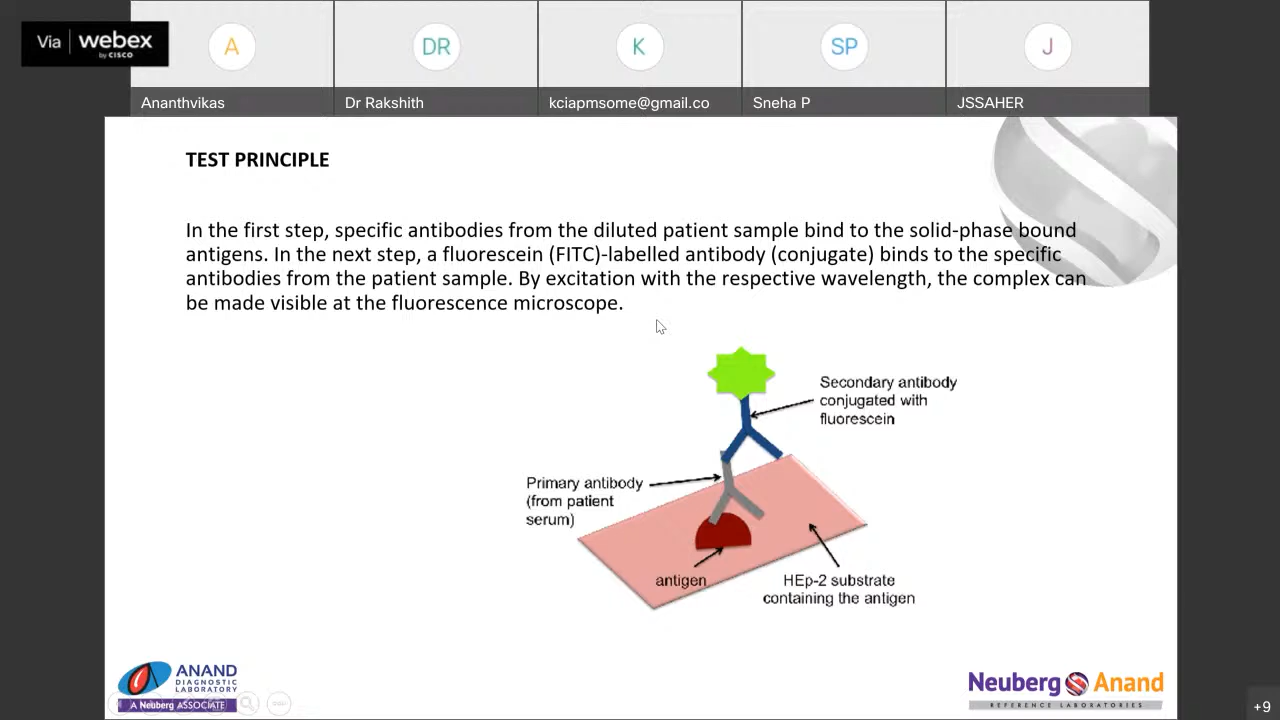 Via webex
by CISCO
A
DR
K
SP
J
Ananthvikas
Dr Rakshith
kciapmsome@gmail.co
Sneha P
JSSAHER
TEST PRINCIPLE
In the first step, specific antibodies from the diluted patient sample bind to the solid-phase bound
antigens. In the next step, a fluorescein (FITC)-labelled antibody (conjugate) binds to the specific
antibodies from the patient sample. By excitation with the respective wavelength, the complex can
be made visible at the fluorescence microscope.
Secondary antibody
conjugated with
fluorescein
Primary antibody
(from patient
serum)
antigen
HEp-2 substrate
containing the antigen
ANAND
DIAGNOSTIC
LABORATORY
A Neuberg ASSOCIATE
Neuberg Anand
REFERENCE LABORATORIES
+9